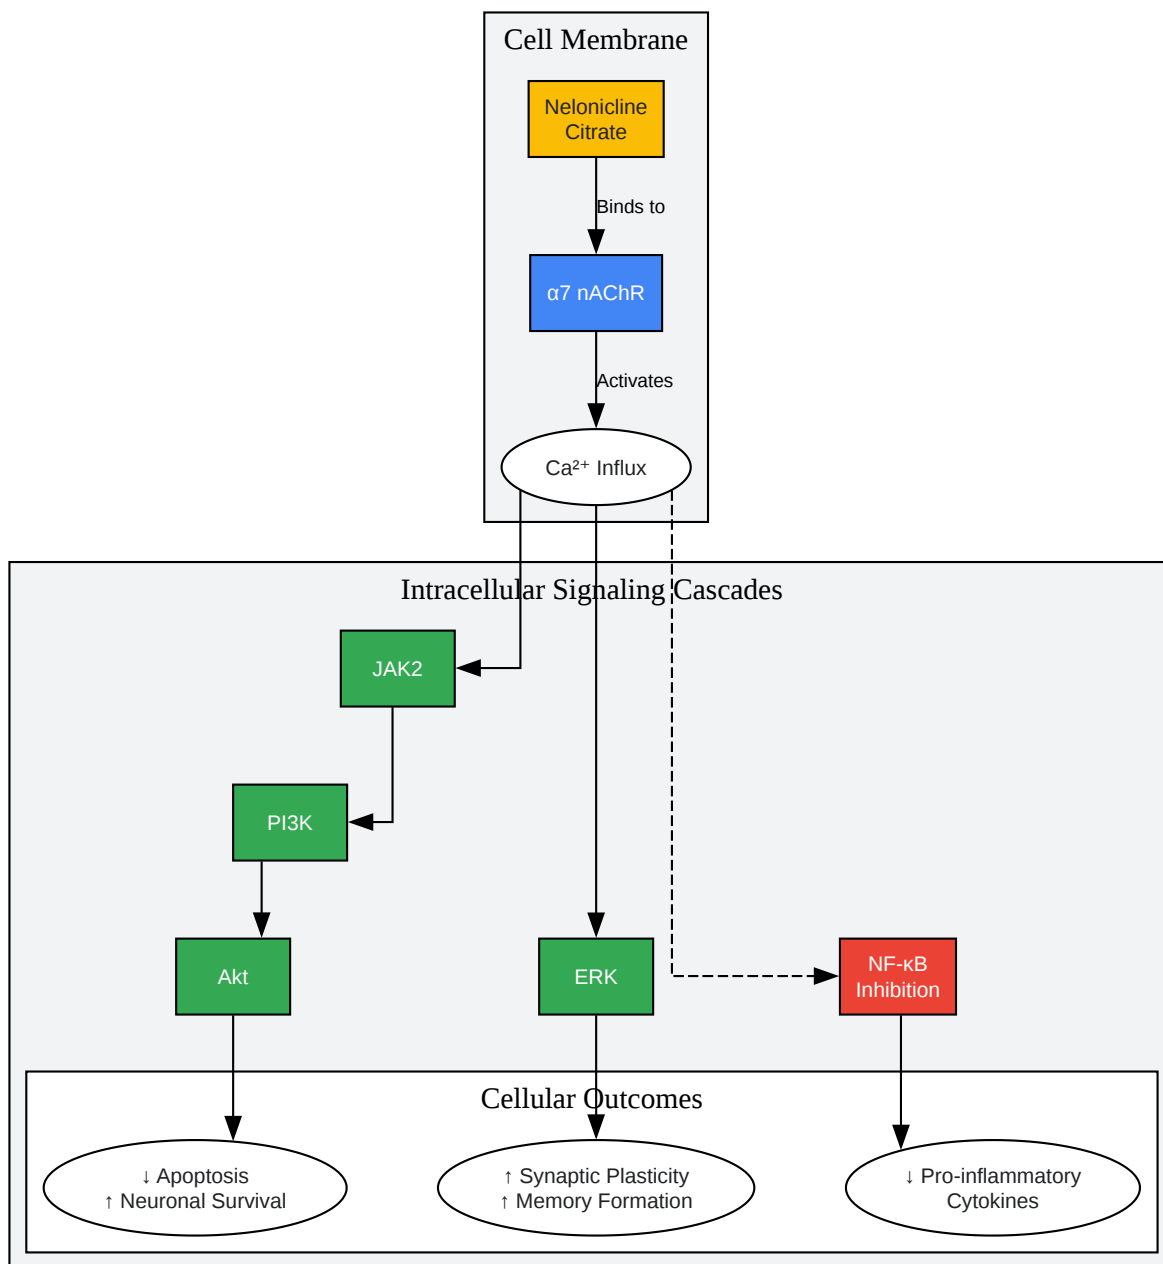 Cell Membrane
Nelonicline
Citrate
Binds to
α7 nAChR
Activates
Ca²⁺ Influx
Intracellular Signaling Cascades
JAK2
PI3K
Akt
ERK
NF-κB
Inhibition
Cellular Outcomes
↓ Apoptosis
↑ Neuronal Survival
↑ Synaptic Plasticity
↑ Memory Formation
↓ Pro-inflammatory
Cytokines